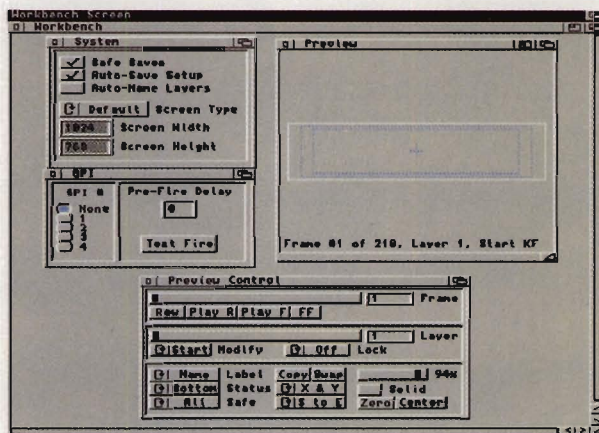 Workbench Screen
Workbench
System
Safe Saves
Auto-Save Setup
Auto-Name Layers
Default Screen Type
1024 Screen Width
768 Screen Height
GPI
GPI # Pre-Fire Delay
None 0
1
2
3
4
Test Fire
Preview
Frame 01 of 210, Layer 1, Start KF
Preview Control
1 Frame
Rew Play R Play F FF
1 Layer
Start Modify Off Lock
Name Label Copy Swap 94%
Bottom Status X & Y Solid
All Safe S to E Zero Center